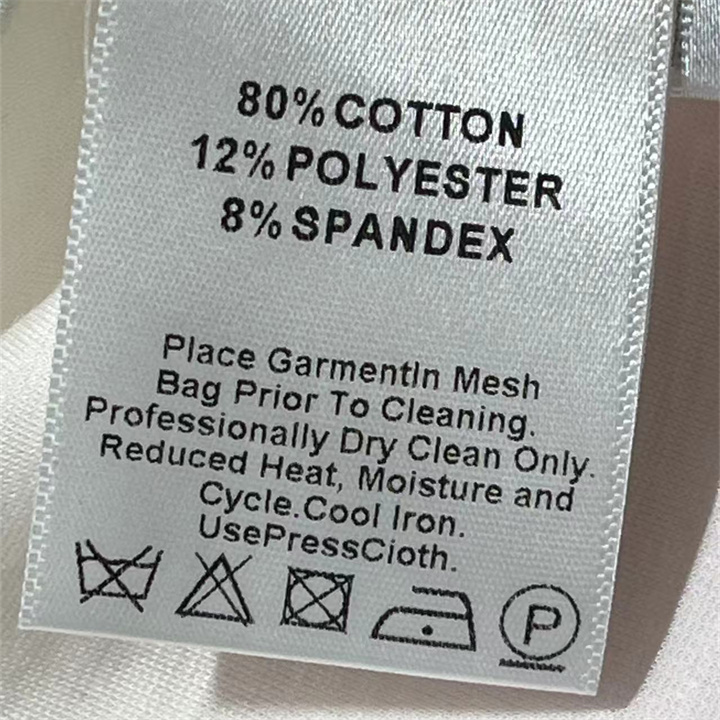 80% COTTON
12% POLYESTER
8% SPANDEX
Place GarmentIn Mesh
Bag Prior To Cleaning.
Professionally Dry Clean Only.
Reduced Heat, Moisture and
Cycle.Cool Iron.
UsePressCioth.
P